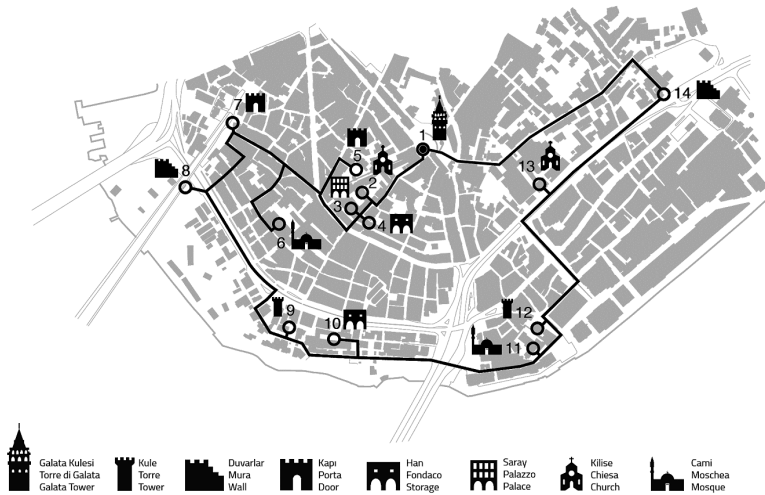 7
14
1
5
8
13
2
3
4
6
9
10
12
11
Galata Kulesi
Torre di Galata
Galata Tower
Kule
Torre
Tower
Duvarlar
Mura
Wall
Kapı
Porta
Door
Han
Fondaco
Storage
Saray
Palazzo
Palace
Kilise
Chiesa
Church
Cami
Moschea
Mosque